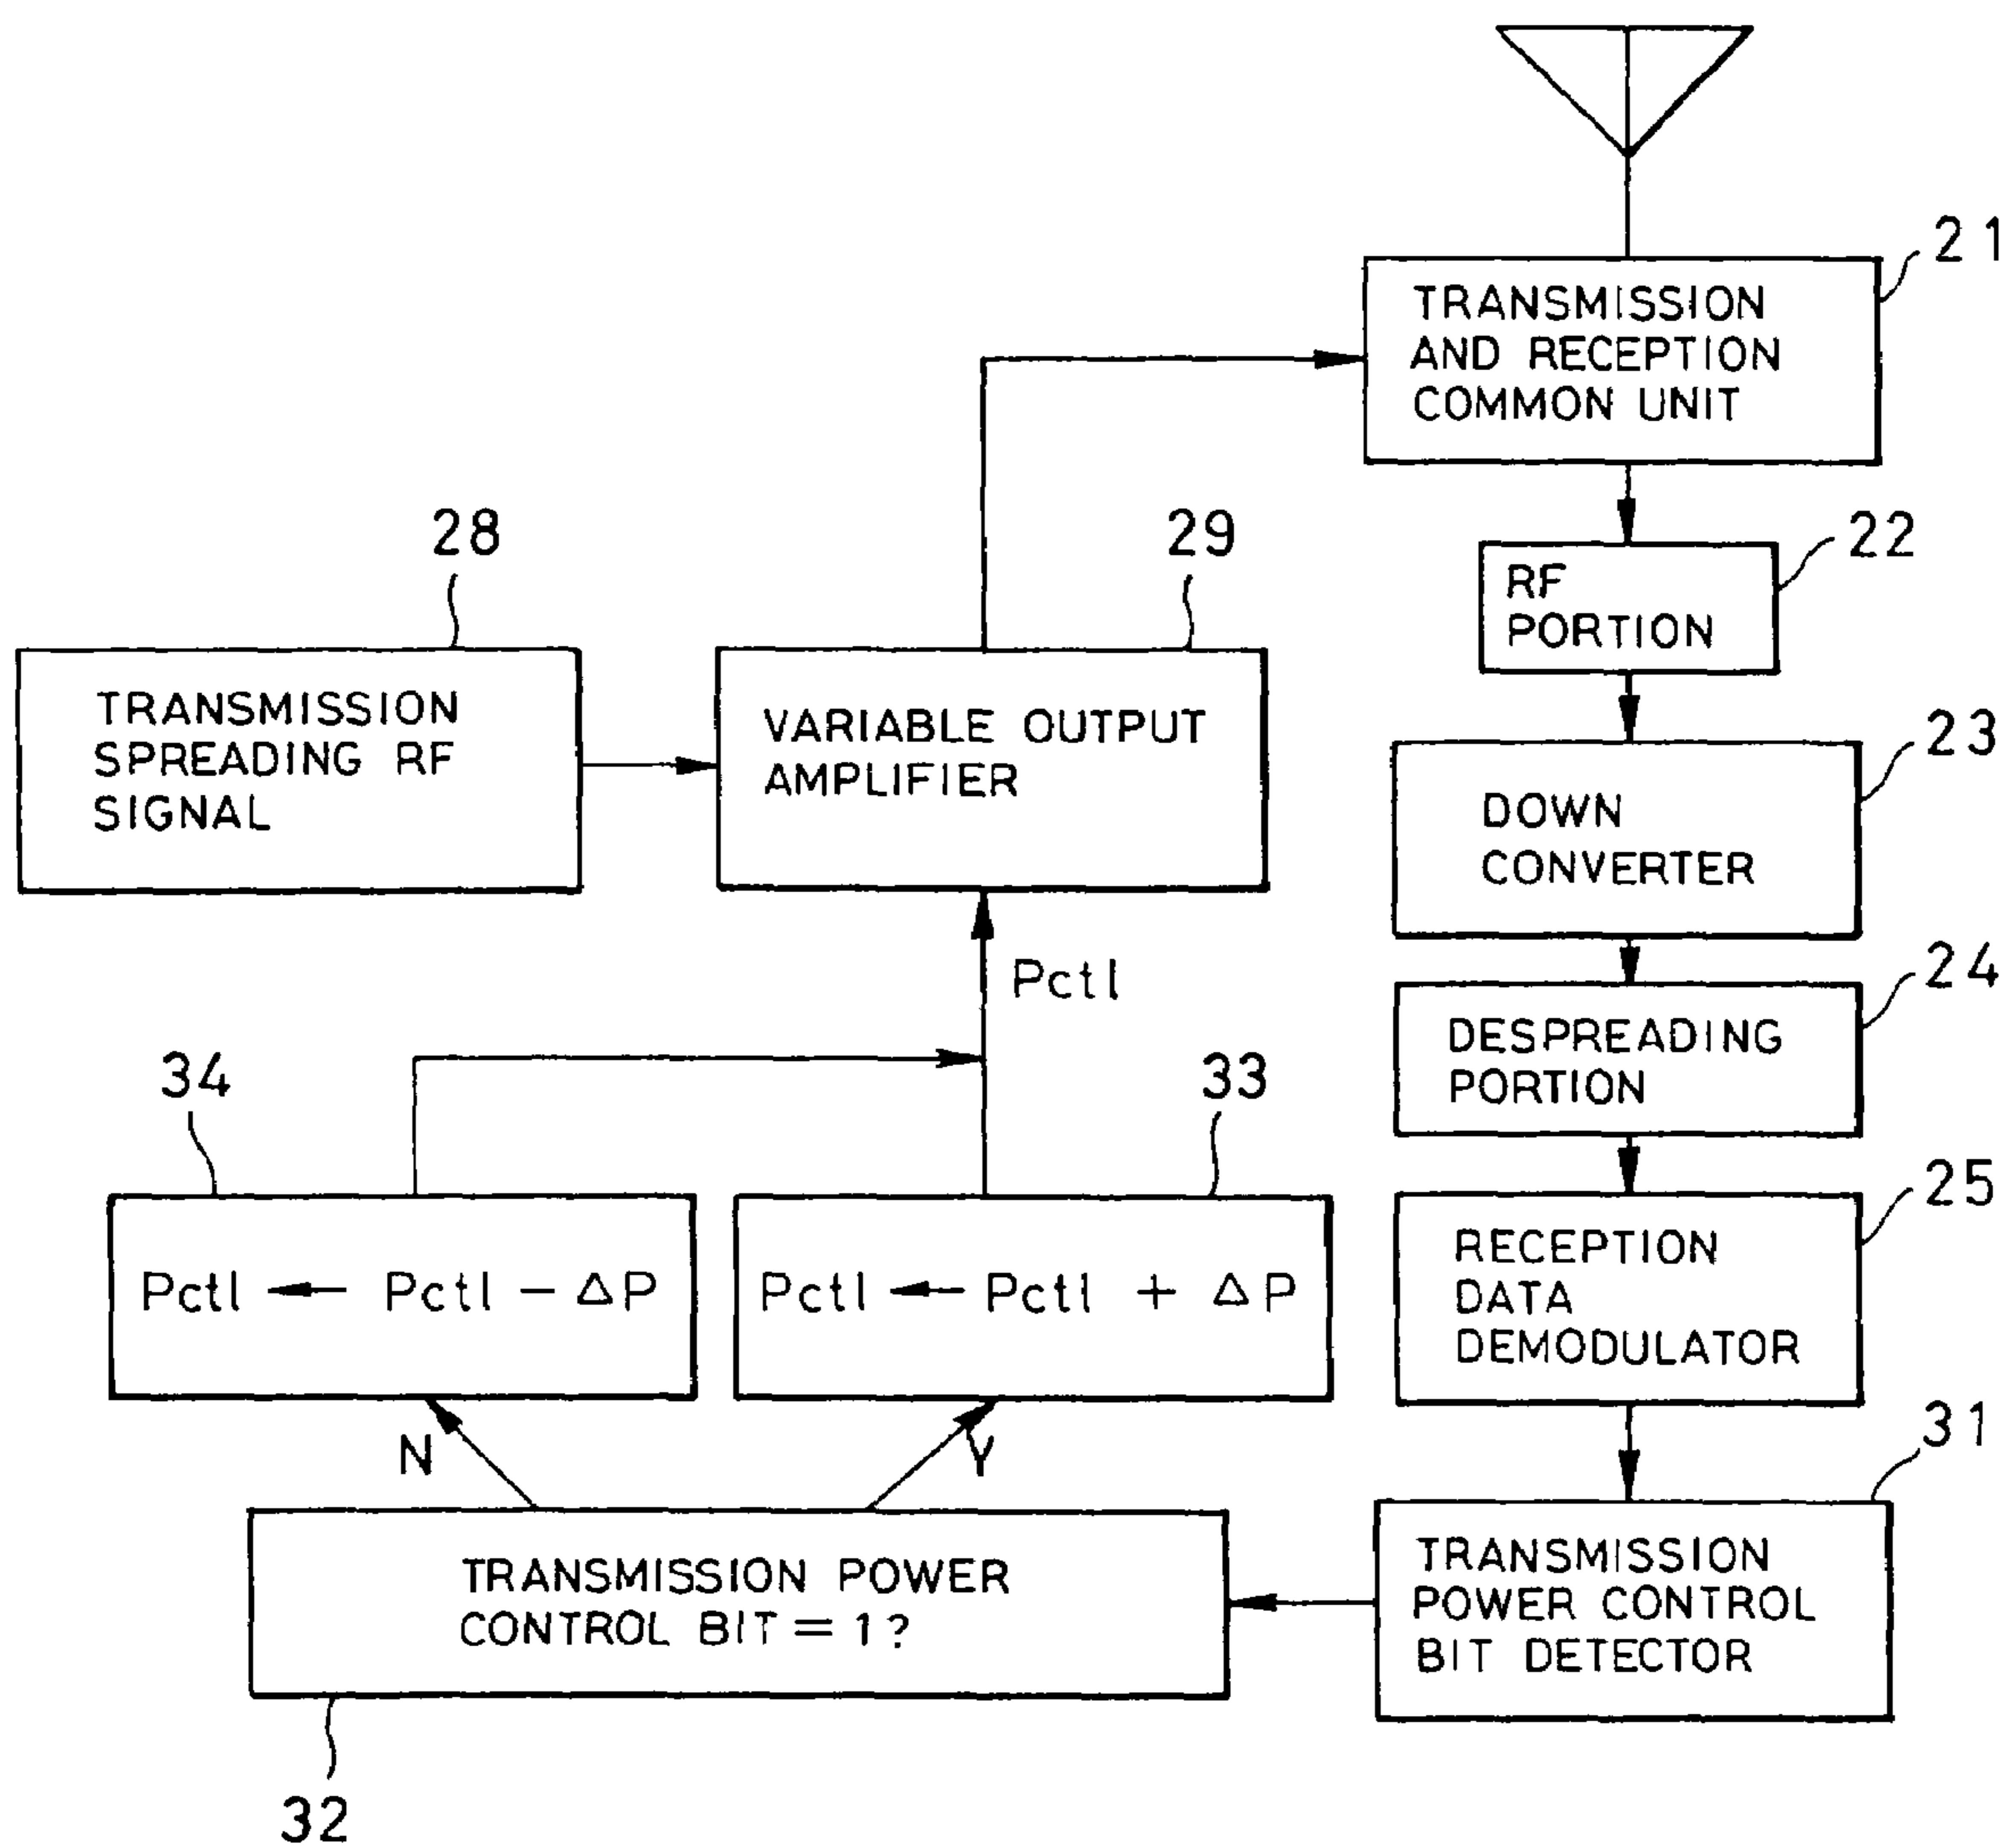 21
TRANSMISSION
AND RECEPTION
COMMON UNIT
28
29
22
RF
PORTION
TRANSMISSION
SPREADING RF
SIGNAL
VARIABLE OUTPUT
AMPLIFIER
23
DOWN
CONVERTER
Pctl
24
DESPREADING
PORTION
34
33
25
Pctl ← Pctl − ΔP
Pctl ← Pctl + ΔP
RECEPTION
DATA
DEMODULATOR
N
Y
31
TRANSMISSION POWER
CONTROL BIT = 1?
TRANSMISSION
POWER CONTROL
BIT DETECTOR
32